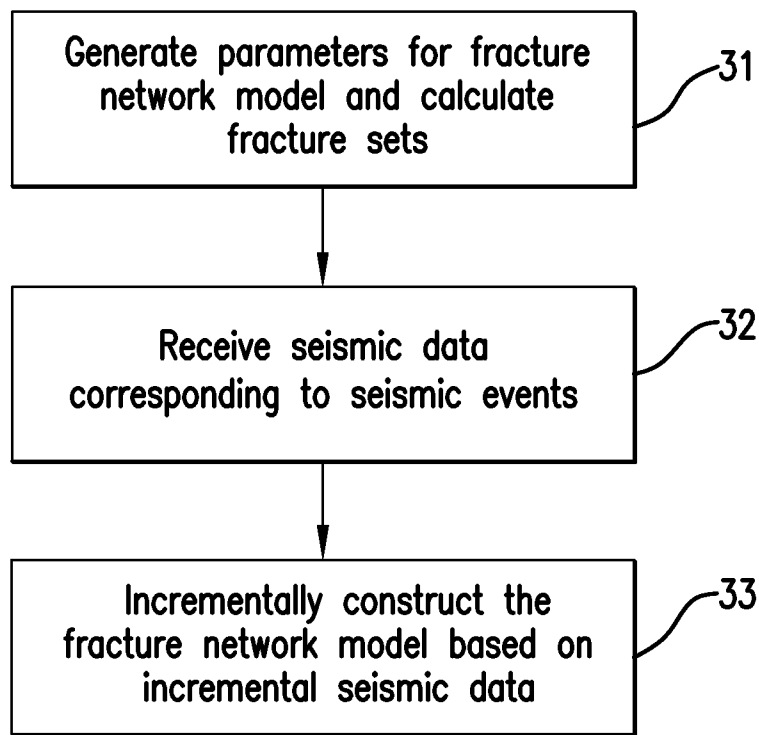 Generate parameters for fracture
network model and calculate
fracture sets
31
Receive seismic data
corresponding to seismic events
32
Incrementally construct the
fracture network model based on
incremental seismic data
33